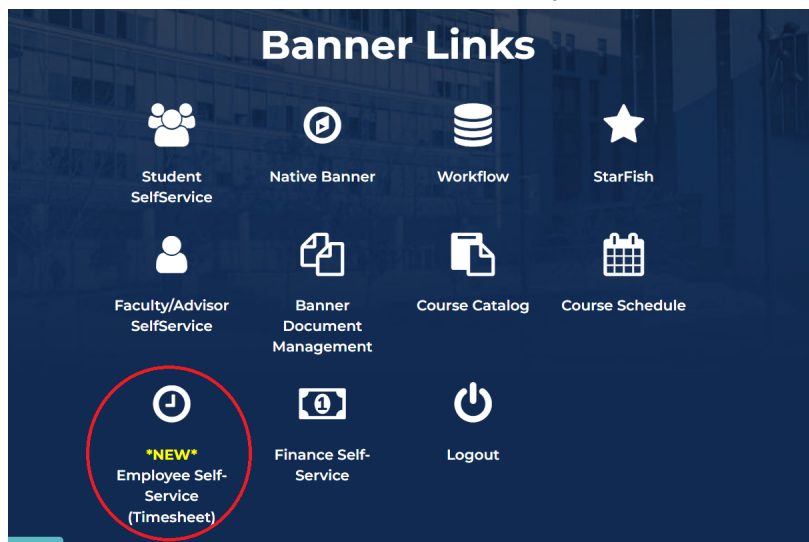 Banner Links
Student
SelfService
Native Banner
Workflow
StarFish
Faculty/Advisor
SelfService
Banner
Document
Management
Course Catalog
Course Schedule
1
*NEW*
Employee Self-
Service
(Timesheet)
Finance Self-
Service
Logout